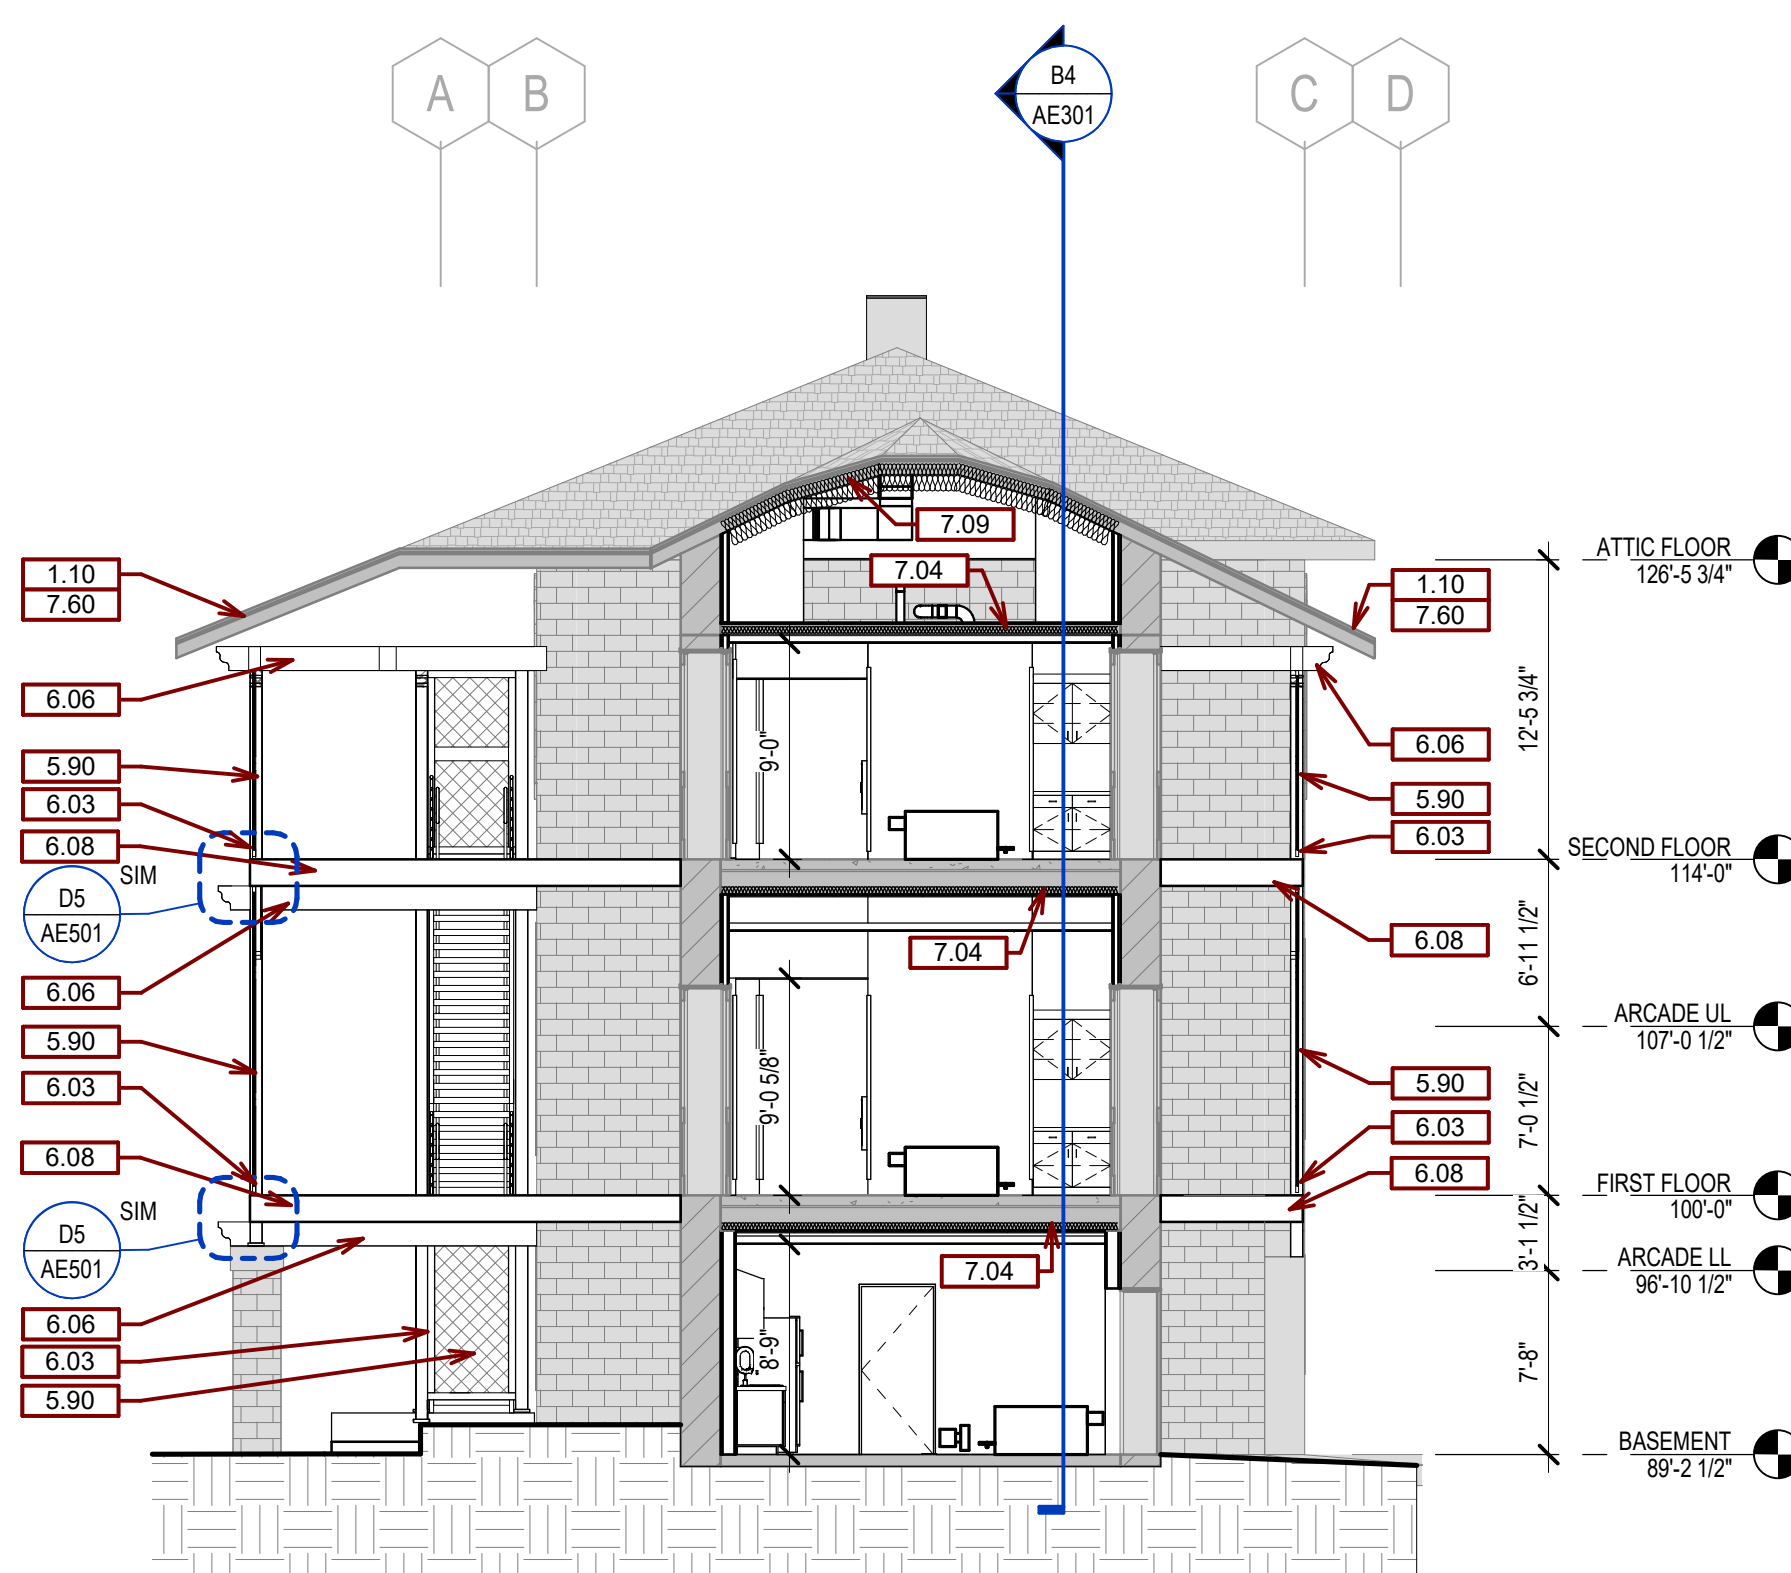 A
B
B4
AE301
C
D
7.09
7.04
1.10
7.60
1.10
7.60
ATTIC FLOOR
126'-5 3/4"
6.06
9'-0"
12'-5 3/4"
6.06
5.90
5.90
6.03
6.03
6.08
SIM
D5
AE501
SECOND FLOOR
114'-0"
7.04
6.08
6'-11 1/2"
6.06
5.90
ARCADE UL
107'-0 1/2"
9'-0 5/8"
5.90
6.03
6.03
7'-0 1/2"
6.08
6.08
SIM
D5
AE501
FIRST FLOOR
100'-0"
3'-1 1/2"
7.04
ARCADE LL
96'-10 1/2"
6.06
6.03
5.90
8'-9"
7'-8"
BASEMENT
89'-2 1/2"